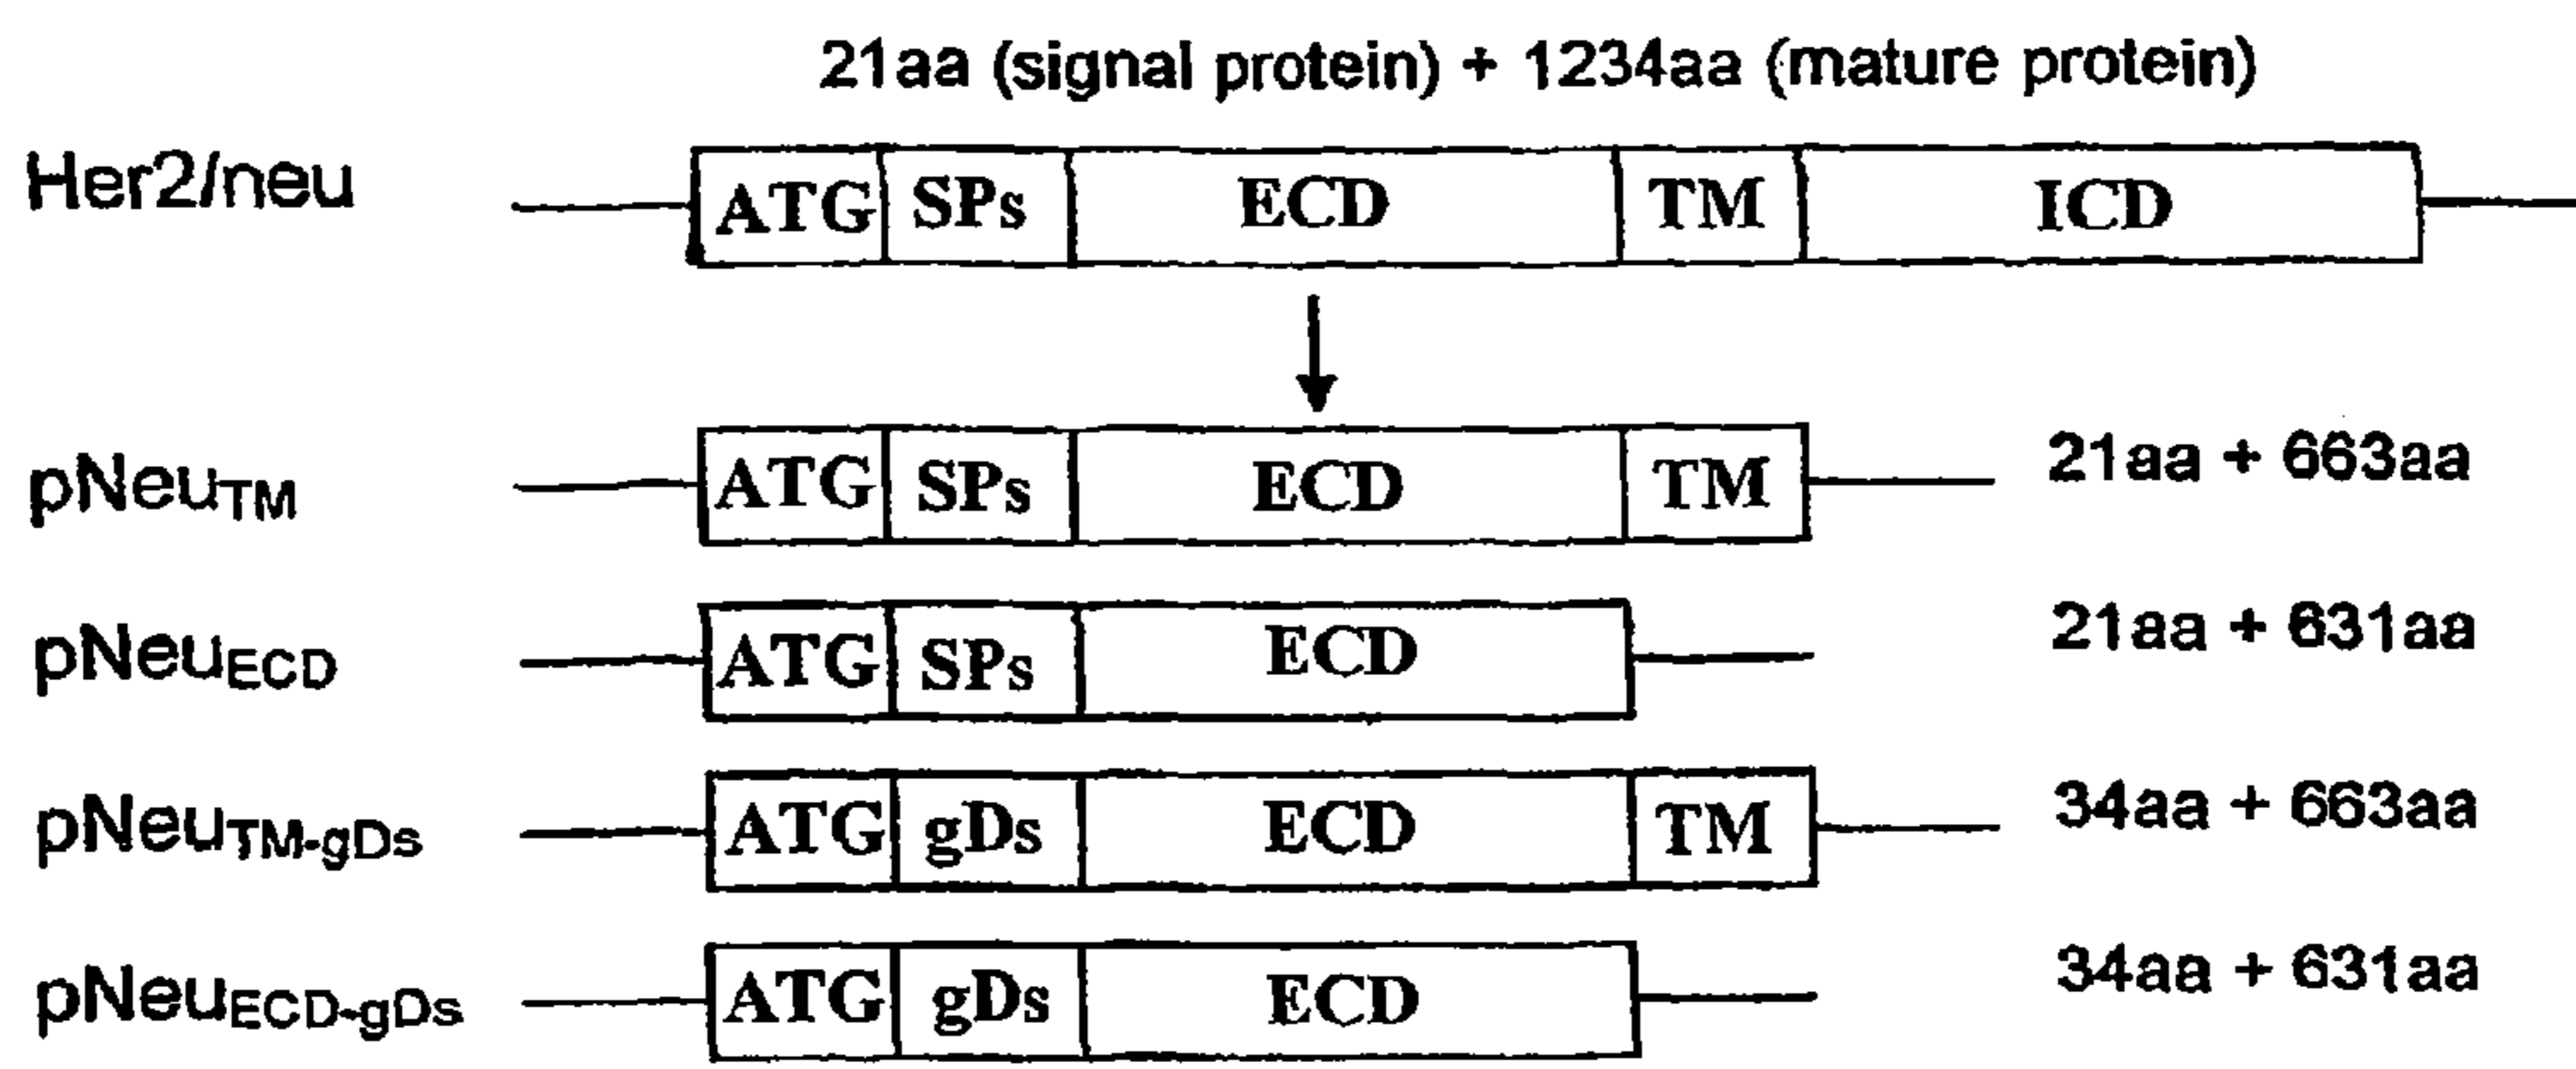 21aa (signal protein) + 1234aa (mature protein)
Her2/neu ATG SPs ECD TM ICD
pNeuTM ATG SPs ECD TM 21aa + 663aa
pNeuECD ATG SPs ECD 21aa + 631aa
pNeuTM-gDs ATG gDs ECD TM 34aa + 663aa
pNeuECD-gDs ATG gDs ECD 34aa + 631aa